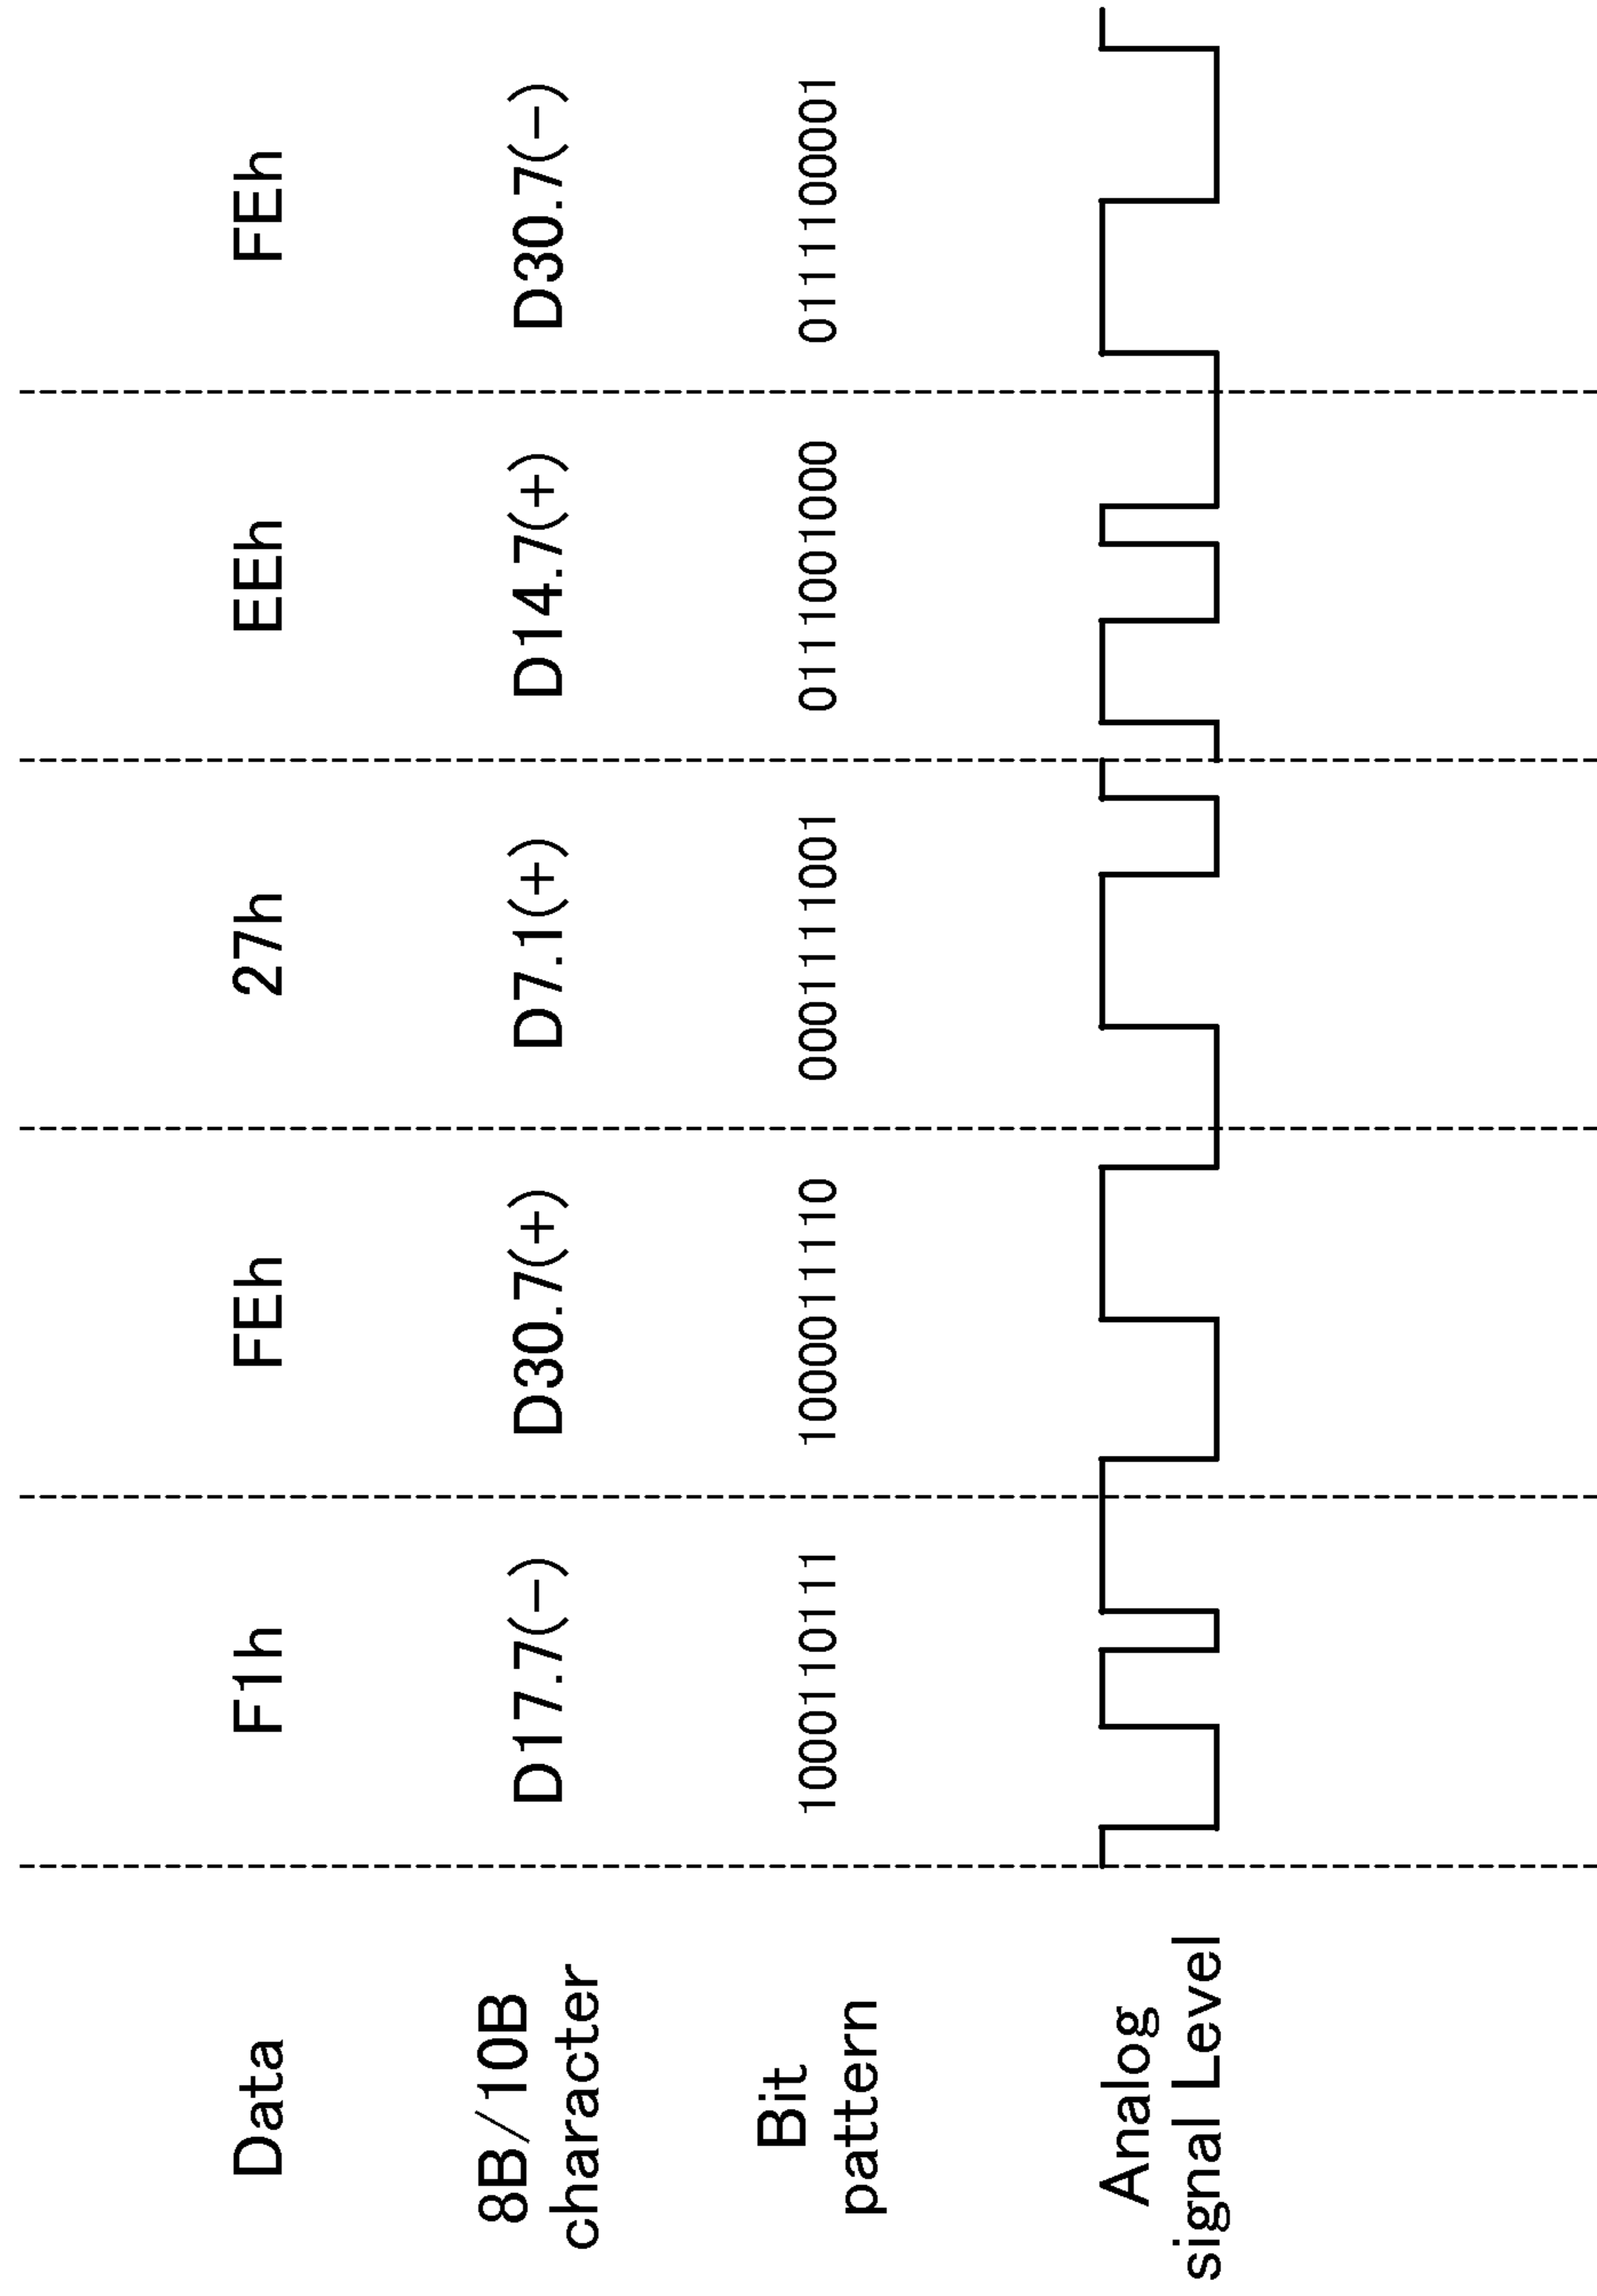 Data F1h FEh 27h EEh FEh
8B/10B D17.7(-) D30.7(+) D7.1(+) D14.7(+) D30.7(-)
character
Bit 1000110111 1000011110 0001111001 0111001000 0111100001
pattern
Analog
signal Level